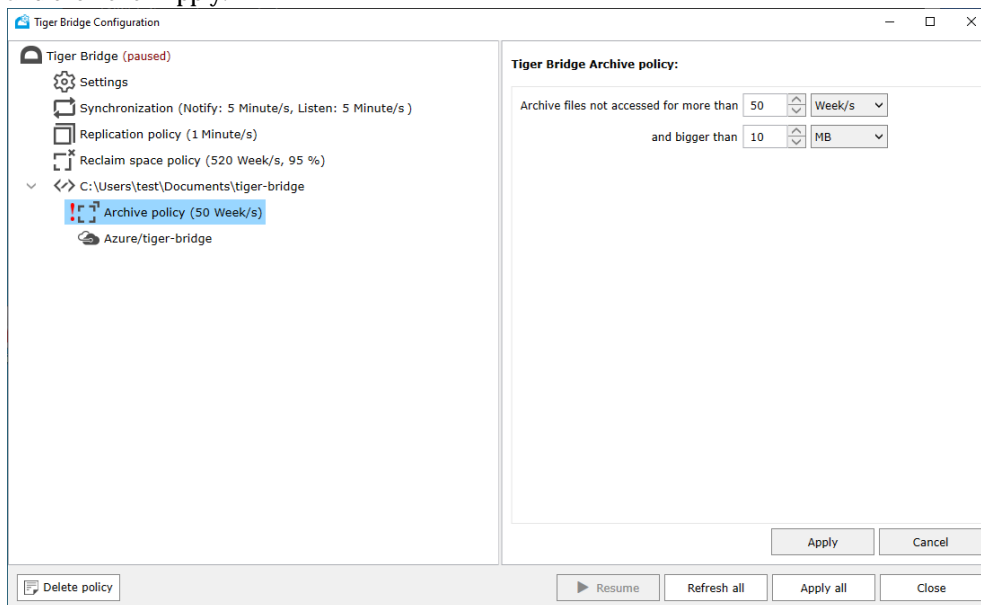 Tiger Bridge Configuration
Tiger Bridge (paused)
Settings
Synchronization (Notify: 5 Minute/s, Listen: 5 Minute/s )
Replication policy (1 Minute/s)
Reclaim space policy (520 Week/s, 95 %)
C:\Users\test\Documents\tiger-bridge
Archive policy (50 Week/s)
Azure/tiger-bridge
Tiger Bridge Archive policy:
Archive files not accessed for more than 50 Week/s
and bigger than 10 MB
Apply Cancel
Delete policy Resume Refresh all Apply all Close